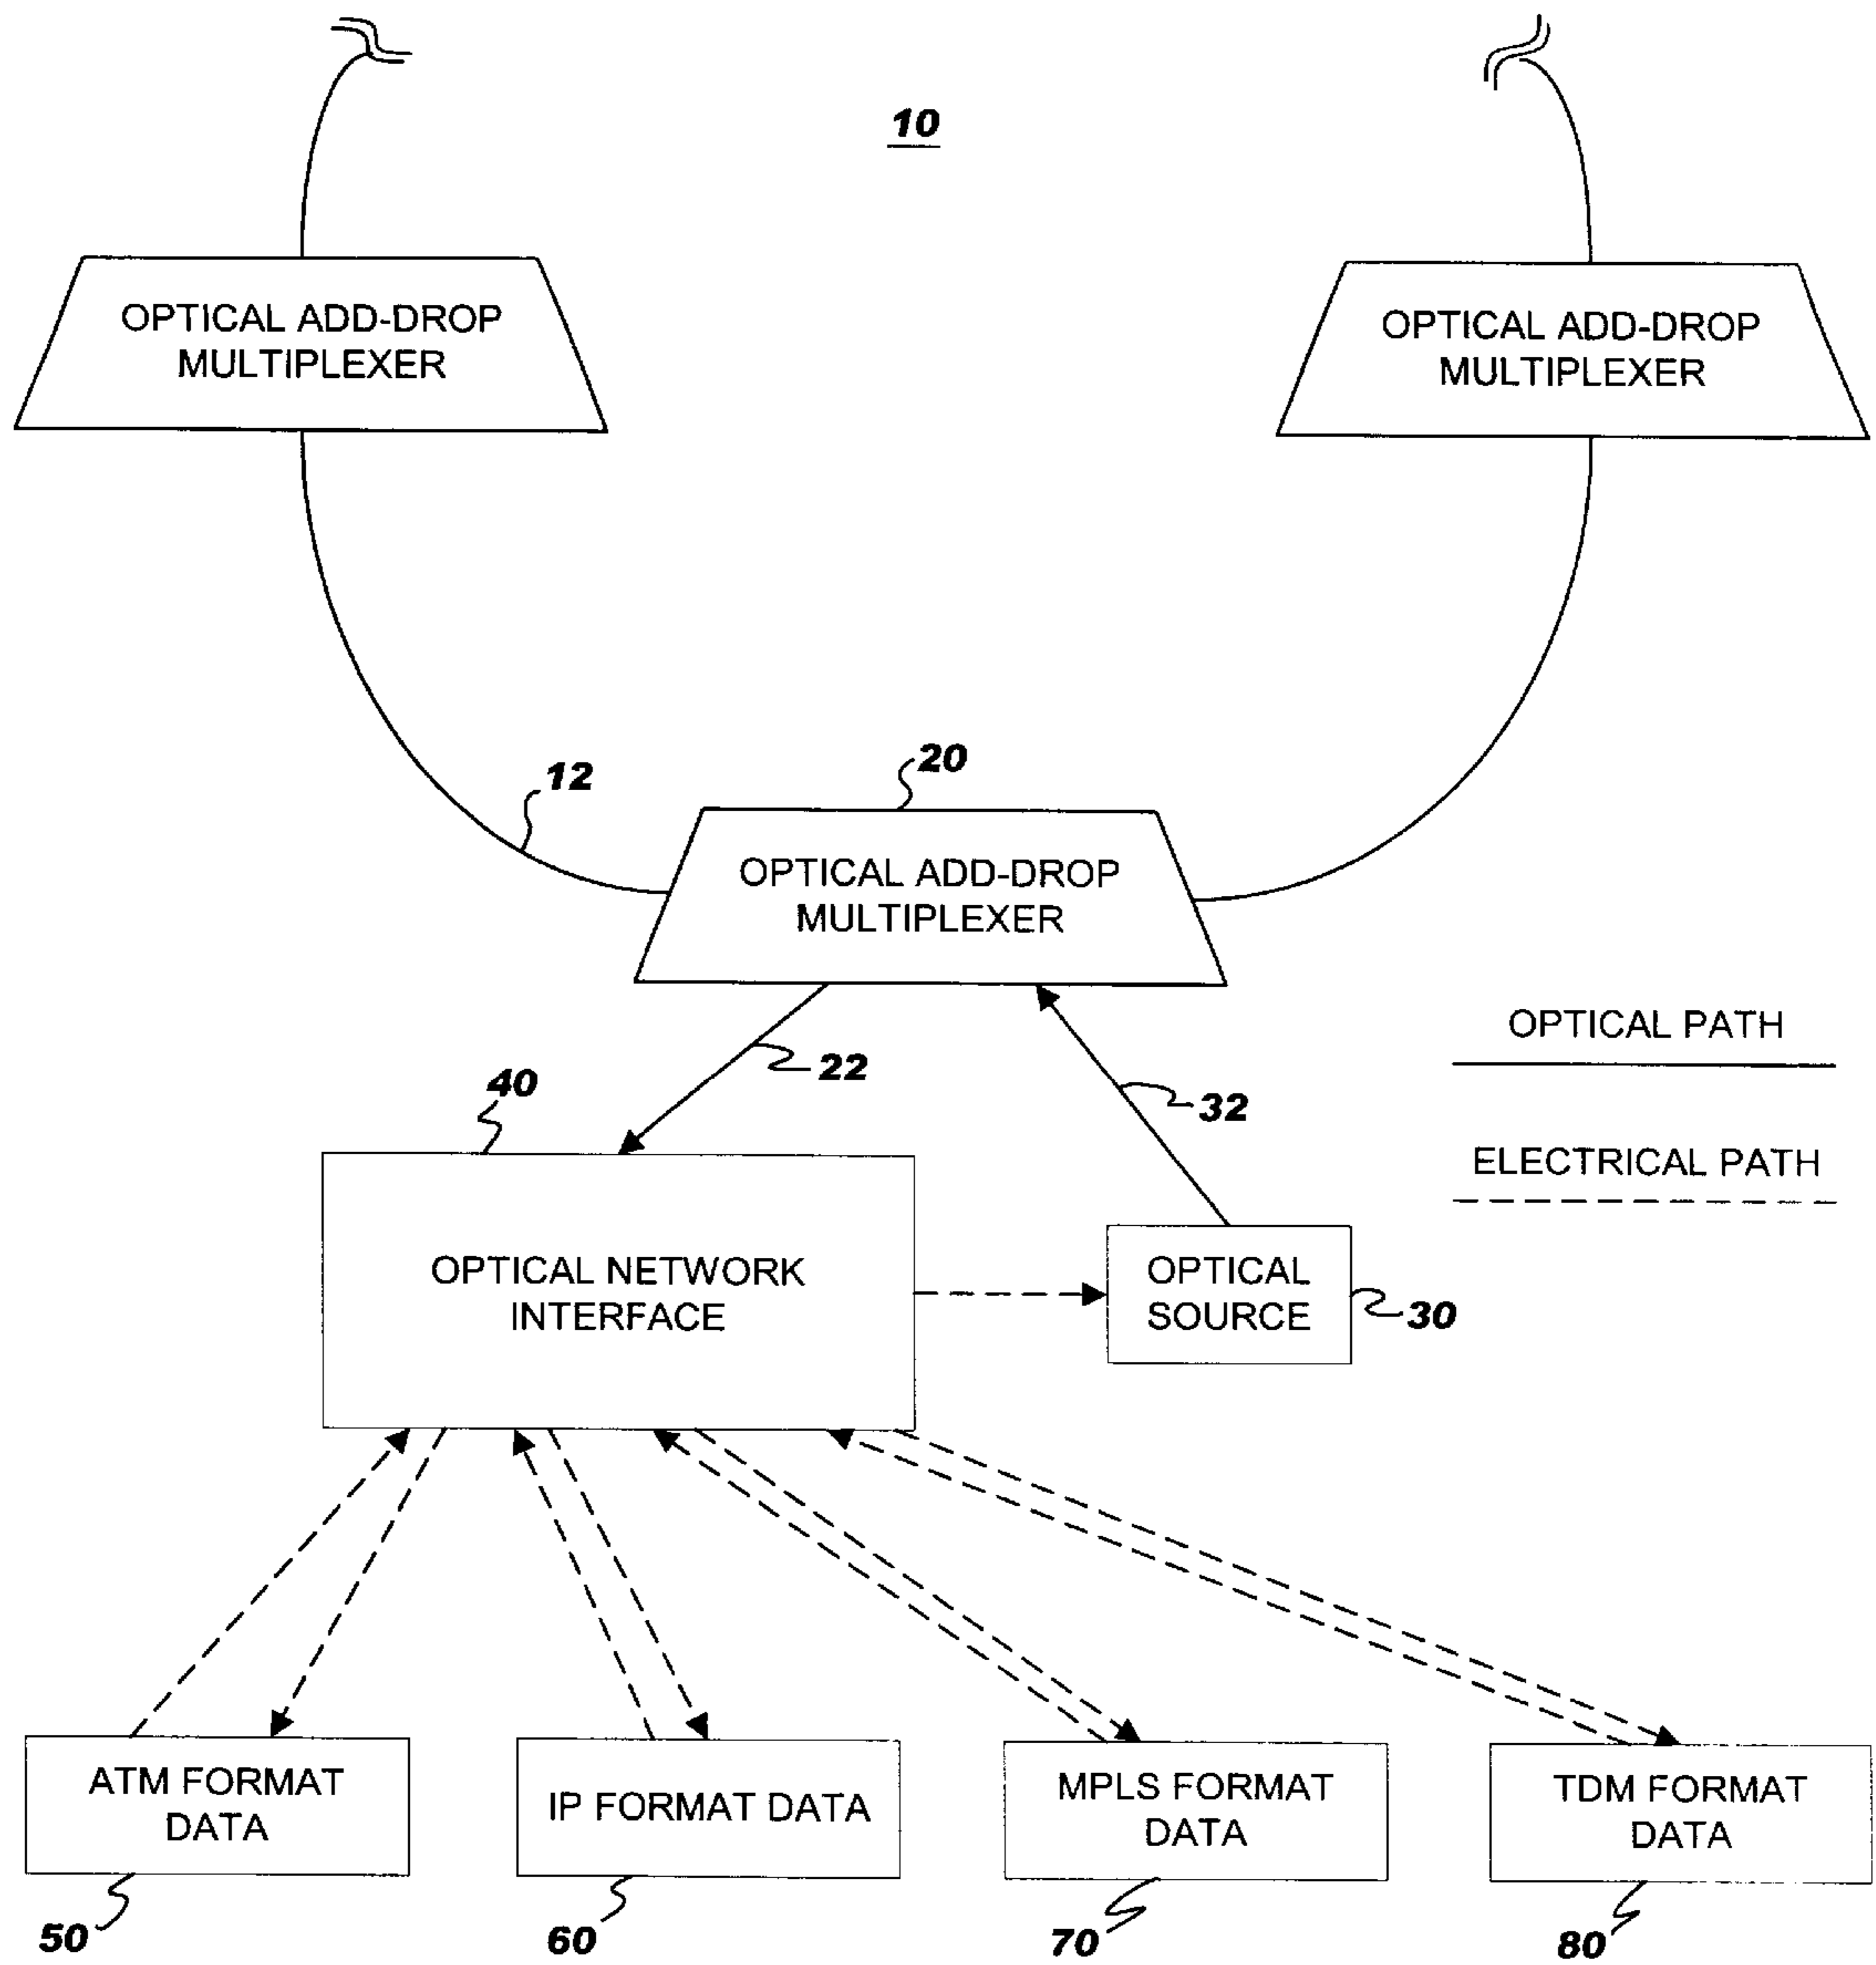 10
OPTICAL ADD-DROP
MULTIPLEXER
OPTICAL ADD-DROP
MULTIPLEXER
12
20
OPTICAL ADD-DROP
MULTIPLEXER
22
32
OPTICAL PATH
ELECTRICAL PATH
40
OPTICAL NETWORK
INTERFACE
OPTICAL
SOURCE
30
ATM FORMAT
DATA
IP FORMAT DATA
MPLS FORMAT
DATA
TDM FORMAT
DATA
50
60
70
80